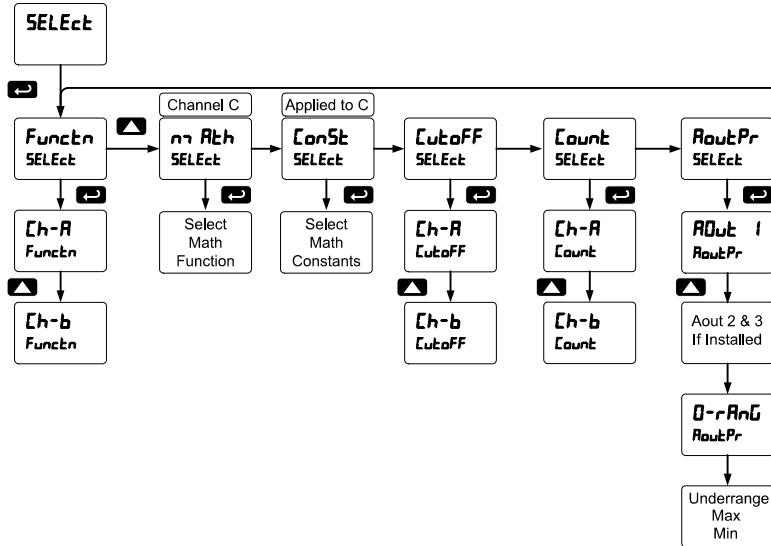 SELEct
Channel C
Applied to C
Functn
SELEct
mAth
SELEct
ConSt
SELEct
CutoFF
SELEct
Count
SELEct
AoutPr
SELEct
Ch-A
Functn
Select
Math
Function
Select
Math
Constants
Ch-A
CutoFF
Ch-A
Count
AOut 1
AoutPr
Ch-b
Functn
Ch-b
CutoFF
Ch-b
Count
Aout 2 & 3
If Installed
O-rAnG
AoutPr
Underrange
Max
Min